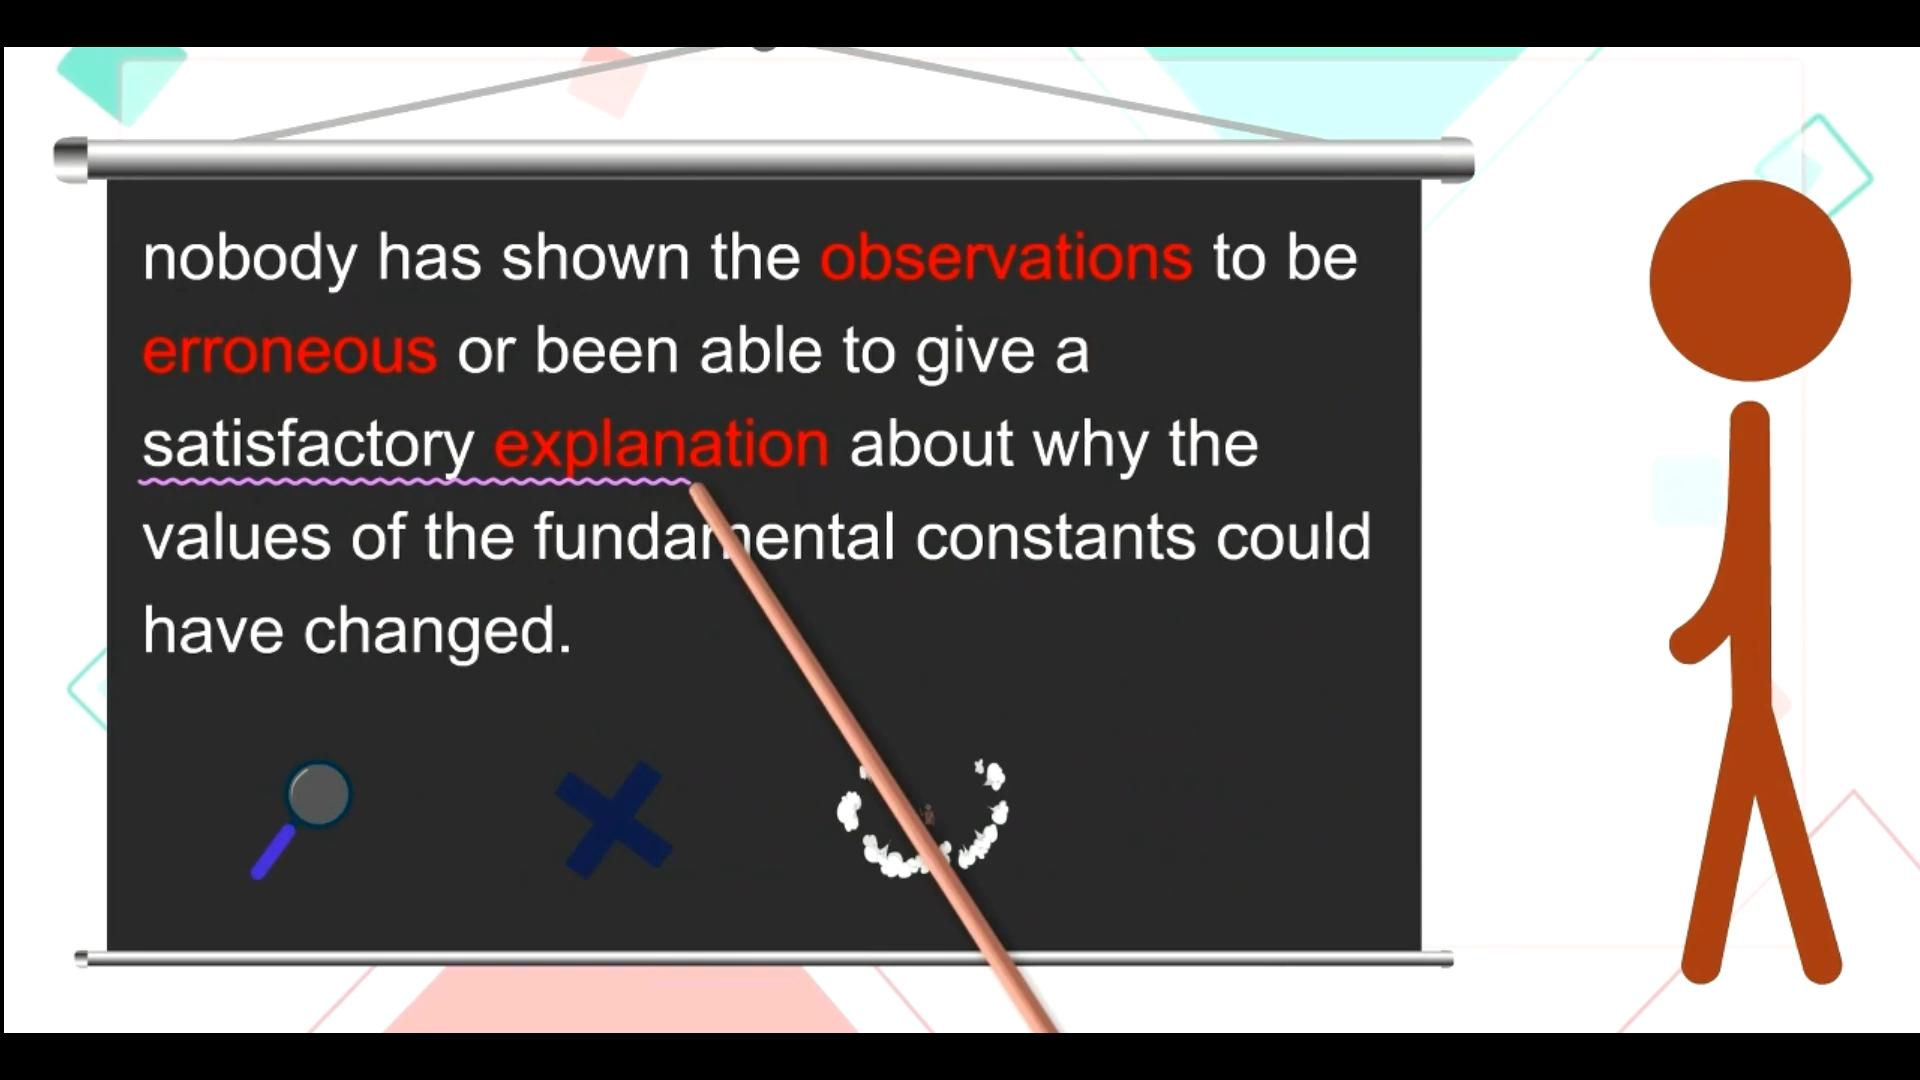 nobody has shown the observations to be
erroneous or been able to give a
satisfactory explanation about why the
values of the fundamental constants could
have changed.